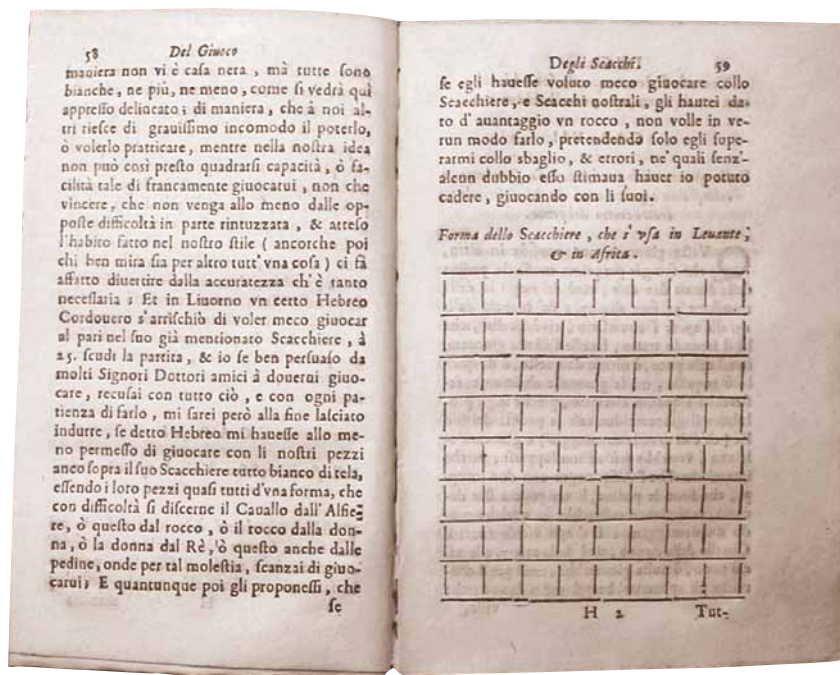 58 Del Giuoco
maniera non vi è casa nera , mà tutte sono
bianche, ne più, ne meno, come si vedrà quì
appresso delineato; di maniera, che à noi al-
tri riesce di grauissimo incomodo il poterlo,
ò volerlo pratticare, mentre nella nostra idea
non può così presto quadrarsi capacità, ò fa-
cilità tale di francamente giuocarui, non che
vincere, che non venga allo meno dalle op-
poste difficoltà in parte rintuzzata , & atteso
l'habito fatto nel nostro stile ( ancorche poi
chi ben mira sia per altro tutt' vna cosa ) ci fà
affatto diuertire dalla accuratezza ch'è tanto
necessaria ; Et in Liuorno vn certo Hebreo
Cordouero s'arrischiò di voler meco giuocar
al pari nel suo già mentionato Scacchiere , à
25. scudi la partita, & io se ben persuaso da
molti Signori Dottori amici à douerni giuo-
care, recusai con tutto ciò , e con ogni pa-
tienza di farlo , mi sarei però alla fine lasciato
indurre, se detto Hebreo mi hauesse allo me-
no permesso di giuocare con li nostri pezzi
anco sopra il suo Scacchiere tutto bianco di tela,
essendo i loro pezzi quasi tutti d'vna forma, che
con difficoltà si discerne il Cauallo dall' Alfie-
re, ò questo dal rocco , ò il rocco dalla don-
na, ò la donna dal Rè, ò questo anche dalle
pedine, onde per tal molestia, scanzai di giuo-
carui; E quantunque poi gli proponessi, che
se
Degli Scacchi. 59
se egli hauesse voluto meco giuocare collo
Scacchiere, e Scacchi nostrali, gli haurei da-
to d' auantaggio vn rocco , non volle in ve-
run modo farlo , pretendendo solo egli supe-
rarmi collo sbaglio , & errori, ne' quali senz'-
alcun dubbio esso stimaua hauer io potuto
cadere, giuocando con li suoi.
Forma dello Scacchiere , che s' vsa in Leuante,
& in Africa.
H 2 Tut-